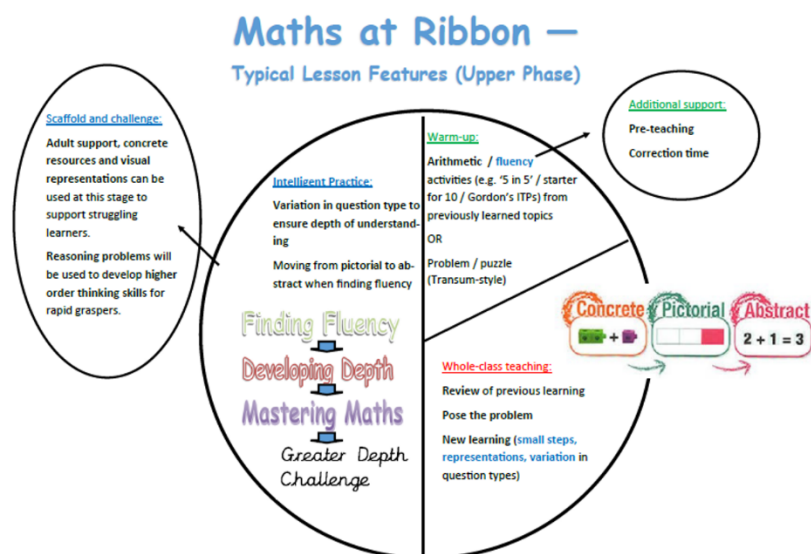 Maths at Ribbon —
Typical Lesson Features (Upper Phase)
Scaffold and challenge:
Adult support, concrete
resources and visual
representations can be
used at this stage to
support struggling
learners.
Reasoning problems will
be used to develop higher
order thinking skills for
rapid graspers.
Intelligent Practice:
Variation in question type to
ensure depth of understand-
ing
Moving from pictorial to ab-
stract when finding fluency
Finding Fluency
Developing Depth
Mastering Maths
Greater Depth
Challenge
Warm-up:
Arithmetic / fluency
activities (e.g. '5 in 5' / starter
for 10 / Gordon's ITPs) from
previously learned topics
OR
Problem / puzzle
(Transum-style)
Additional support:
Pre-teaching
Correction time
Concrete Pictorial Abstract
+
2 + 1 = 3
Whole-class teaching:
Review of previous learning
Pose the problem
New learning (small steps,
representations, variation in
question types)